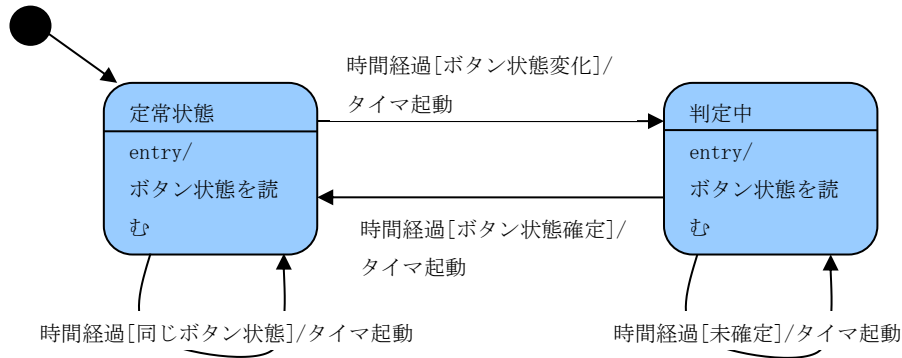 時間経過[ボタン状態変化]/
タイマ起動
定常状態
entry/
ボタン状態を読
む
判定中
entry/
ボタン状態を読
む
時間経過[ボタン状態確定]/
タイマ起動
時間経過[同じボタン状態]/タイマ起動
時間経過[未確定]/タイマ起動